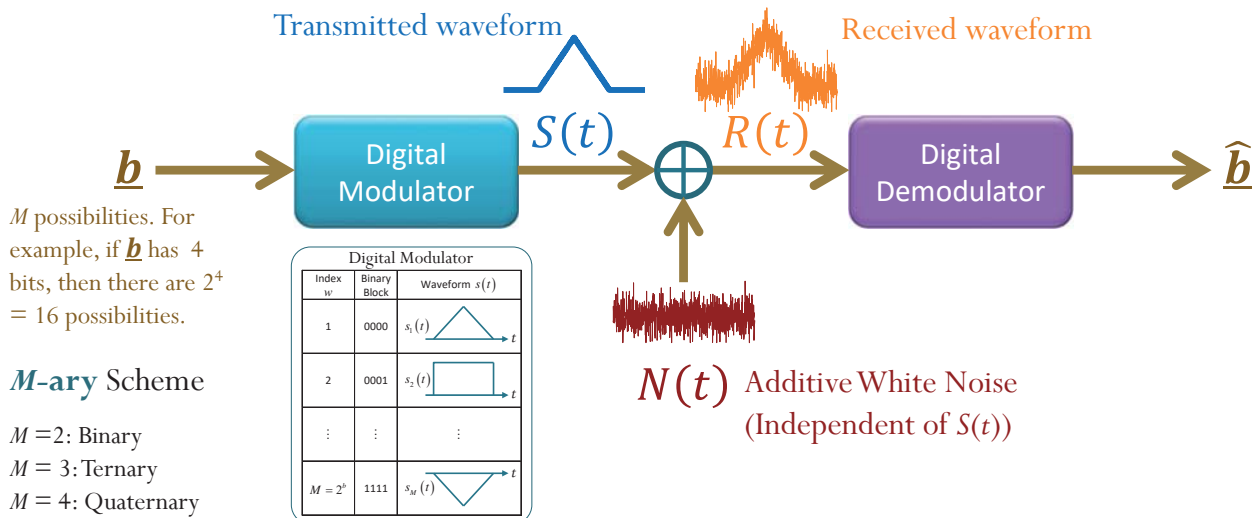 Transmitted waveform
Received waveform
S(t)
R(t)
b
Digital
Modulator
Digital
Demodulator
b̂
M possibilities. For
example, if b has 4
bits, then there are 2⁴
= 16 possibilities.
Digital Modulator
Index
w
Binary
Block
Waveform s(t)
1
0000
s₁(t)
t
2
0001
s₂(t)
t
⋮
⋮
⋮
M = 2ᵇ
1111
s_M(t)
t
N(t)
Additive White Noise
(Independent of S(t))
M-ary Scheme
M =2: Binary
M = 3: Ternary
M = 4: Quaternary